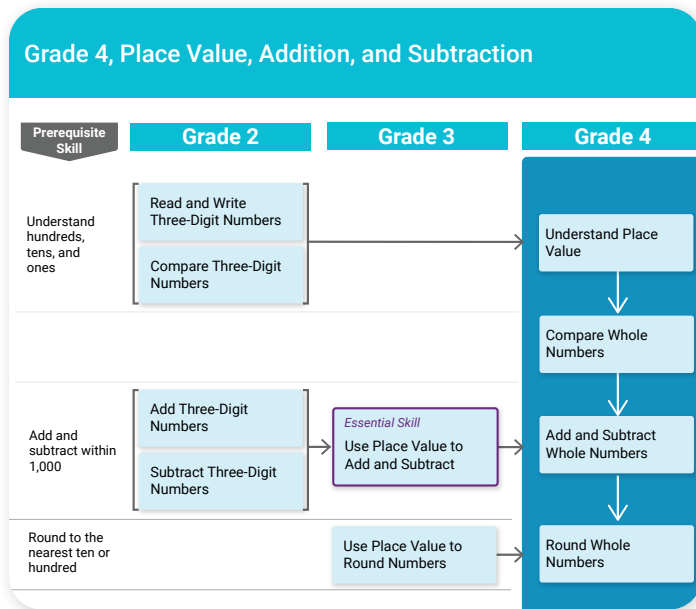 Grade 4, Place Value, Addition, and Subtraction
Prerequisite
Skill
Grade 2
Grade 3
Grade 4
Understand
hundreds,
tens, and
ones
Read and Write
Three-Digit Numbers
Compare Three-Digit
Numbers
Understand Place
Value
Compare Whole
Numbers
Add and
subtract within
1,000
Add Three-Digit
Numbers
Subtract Three-Digit
Numbers
Essential Skill
Use Place Value to
Add and Subtract
Add and Subtract
Whole Numbers
Round to the
nearest ten or
hundred
Use Place Value to
Round Numbers
Round Whole
Numbers